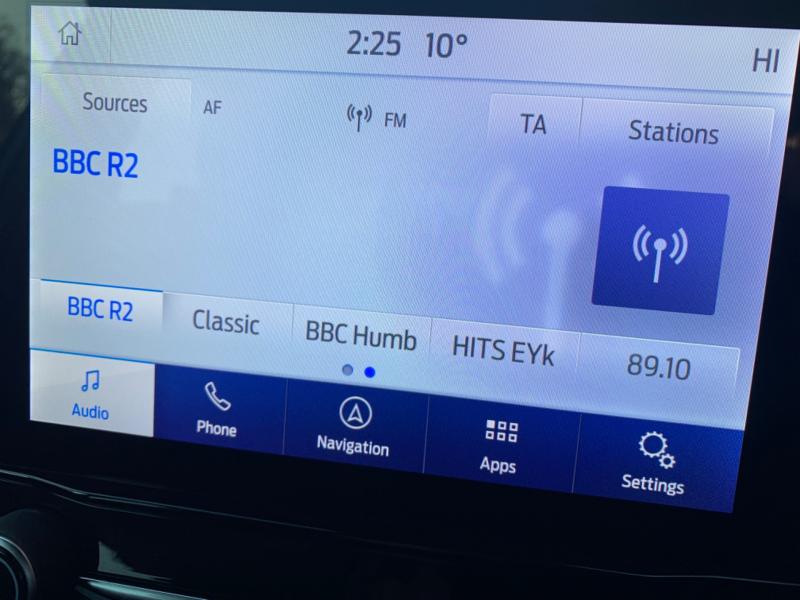 2:25 10° HI
Sources AF FM TA Stations
BBC R2
BBC R2 Classic BBC Humb HITS EYk 89.10
Audio Phone Navigation Apps Settings